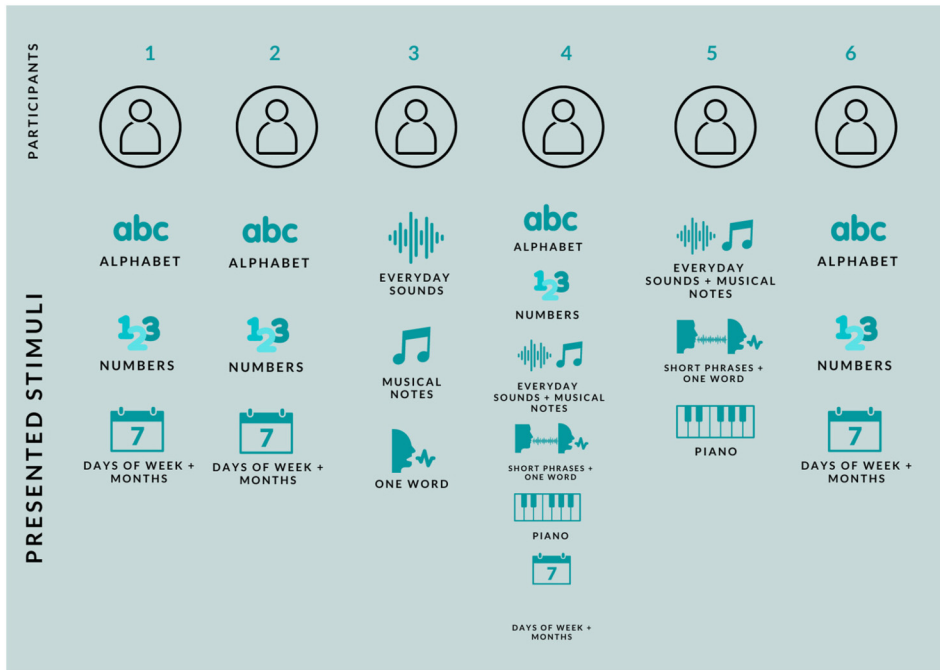 PARTICIPANTS
1
2
3
4
5
6
PRESENTED STIMULI
abc
ALPHABET
123
NUMBERS
7
DAYS OF WEEK +
MONTHS
abc
ALPHABET
123
NUMBERS
7
DAYS OF WEEK +
MONTHS
EVERYDAY
SOUNDS
MUSICAL
NOTES
ONE WORD
abc
ALPHABET
123
NUMBERS
EVERYDAY
SOUNDS + MUSICAL
NOTES
SHORT PHRASES +
ONE WORD
PIANO
7
DAYS OF WEEK +
MONTHS
EVERYDAY
SOUNDS + MUSICAL
NOTES
SHORT PHRASES +
ONE WORD
PIANO
abc
ALPHABET
123
NUMBERS
7
DAYS OF WEEK +
MONTHS